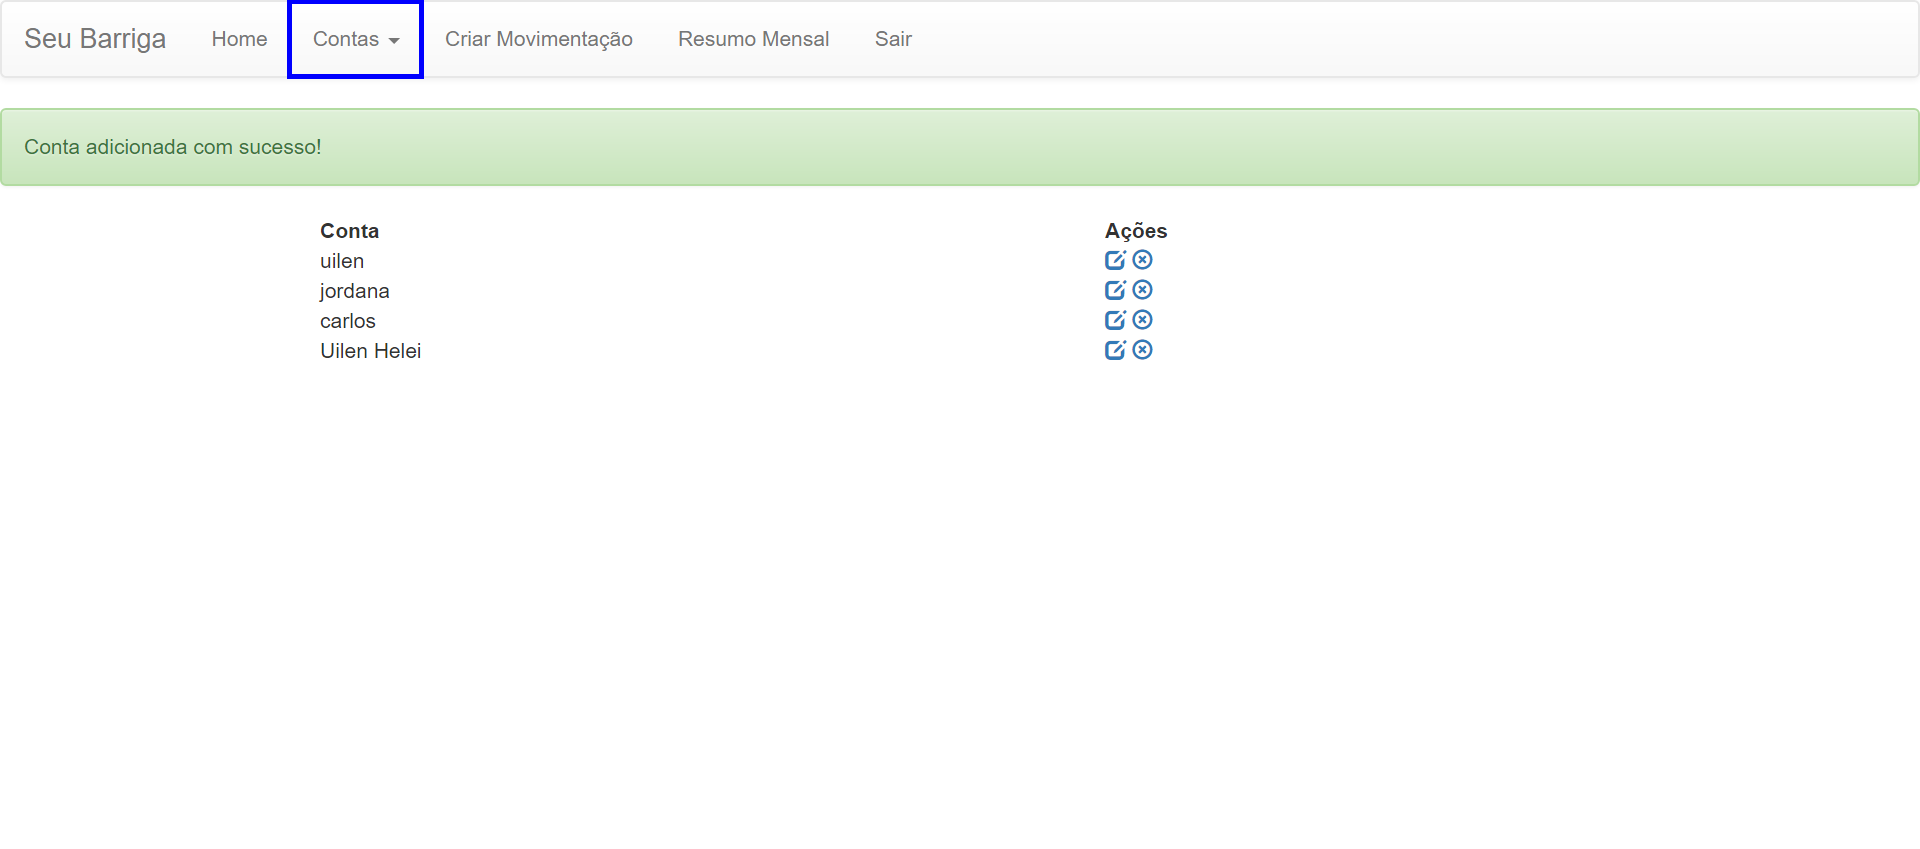 Seu Barriga Home Contas Criar Movimentação Resumo Mensal Sair
Conta adicionada com sucesso!
Conta Ações
uilen
jordana
carlos
Uilen Helei